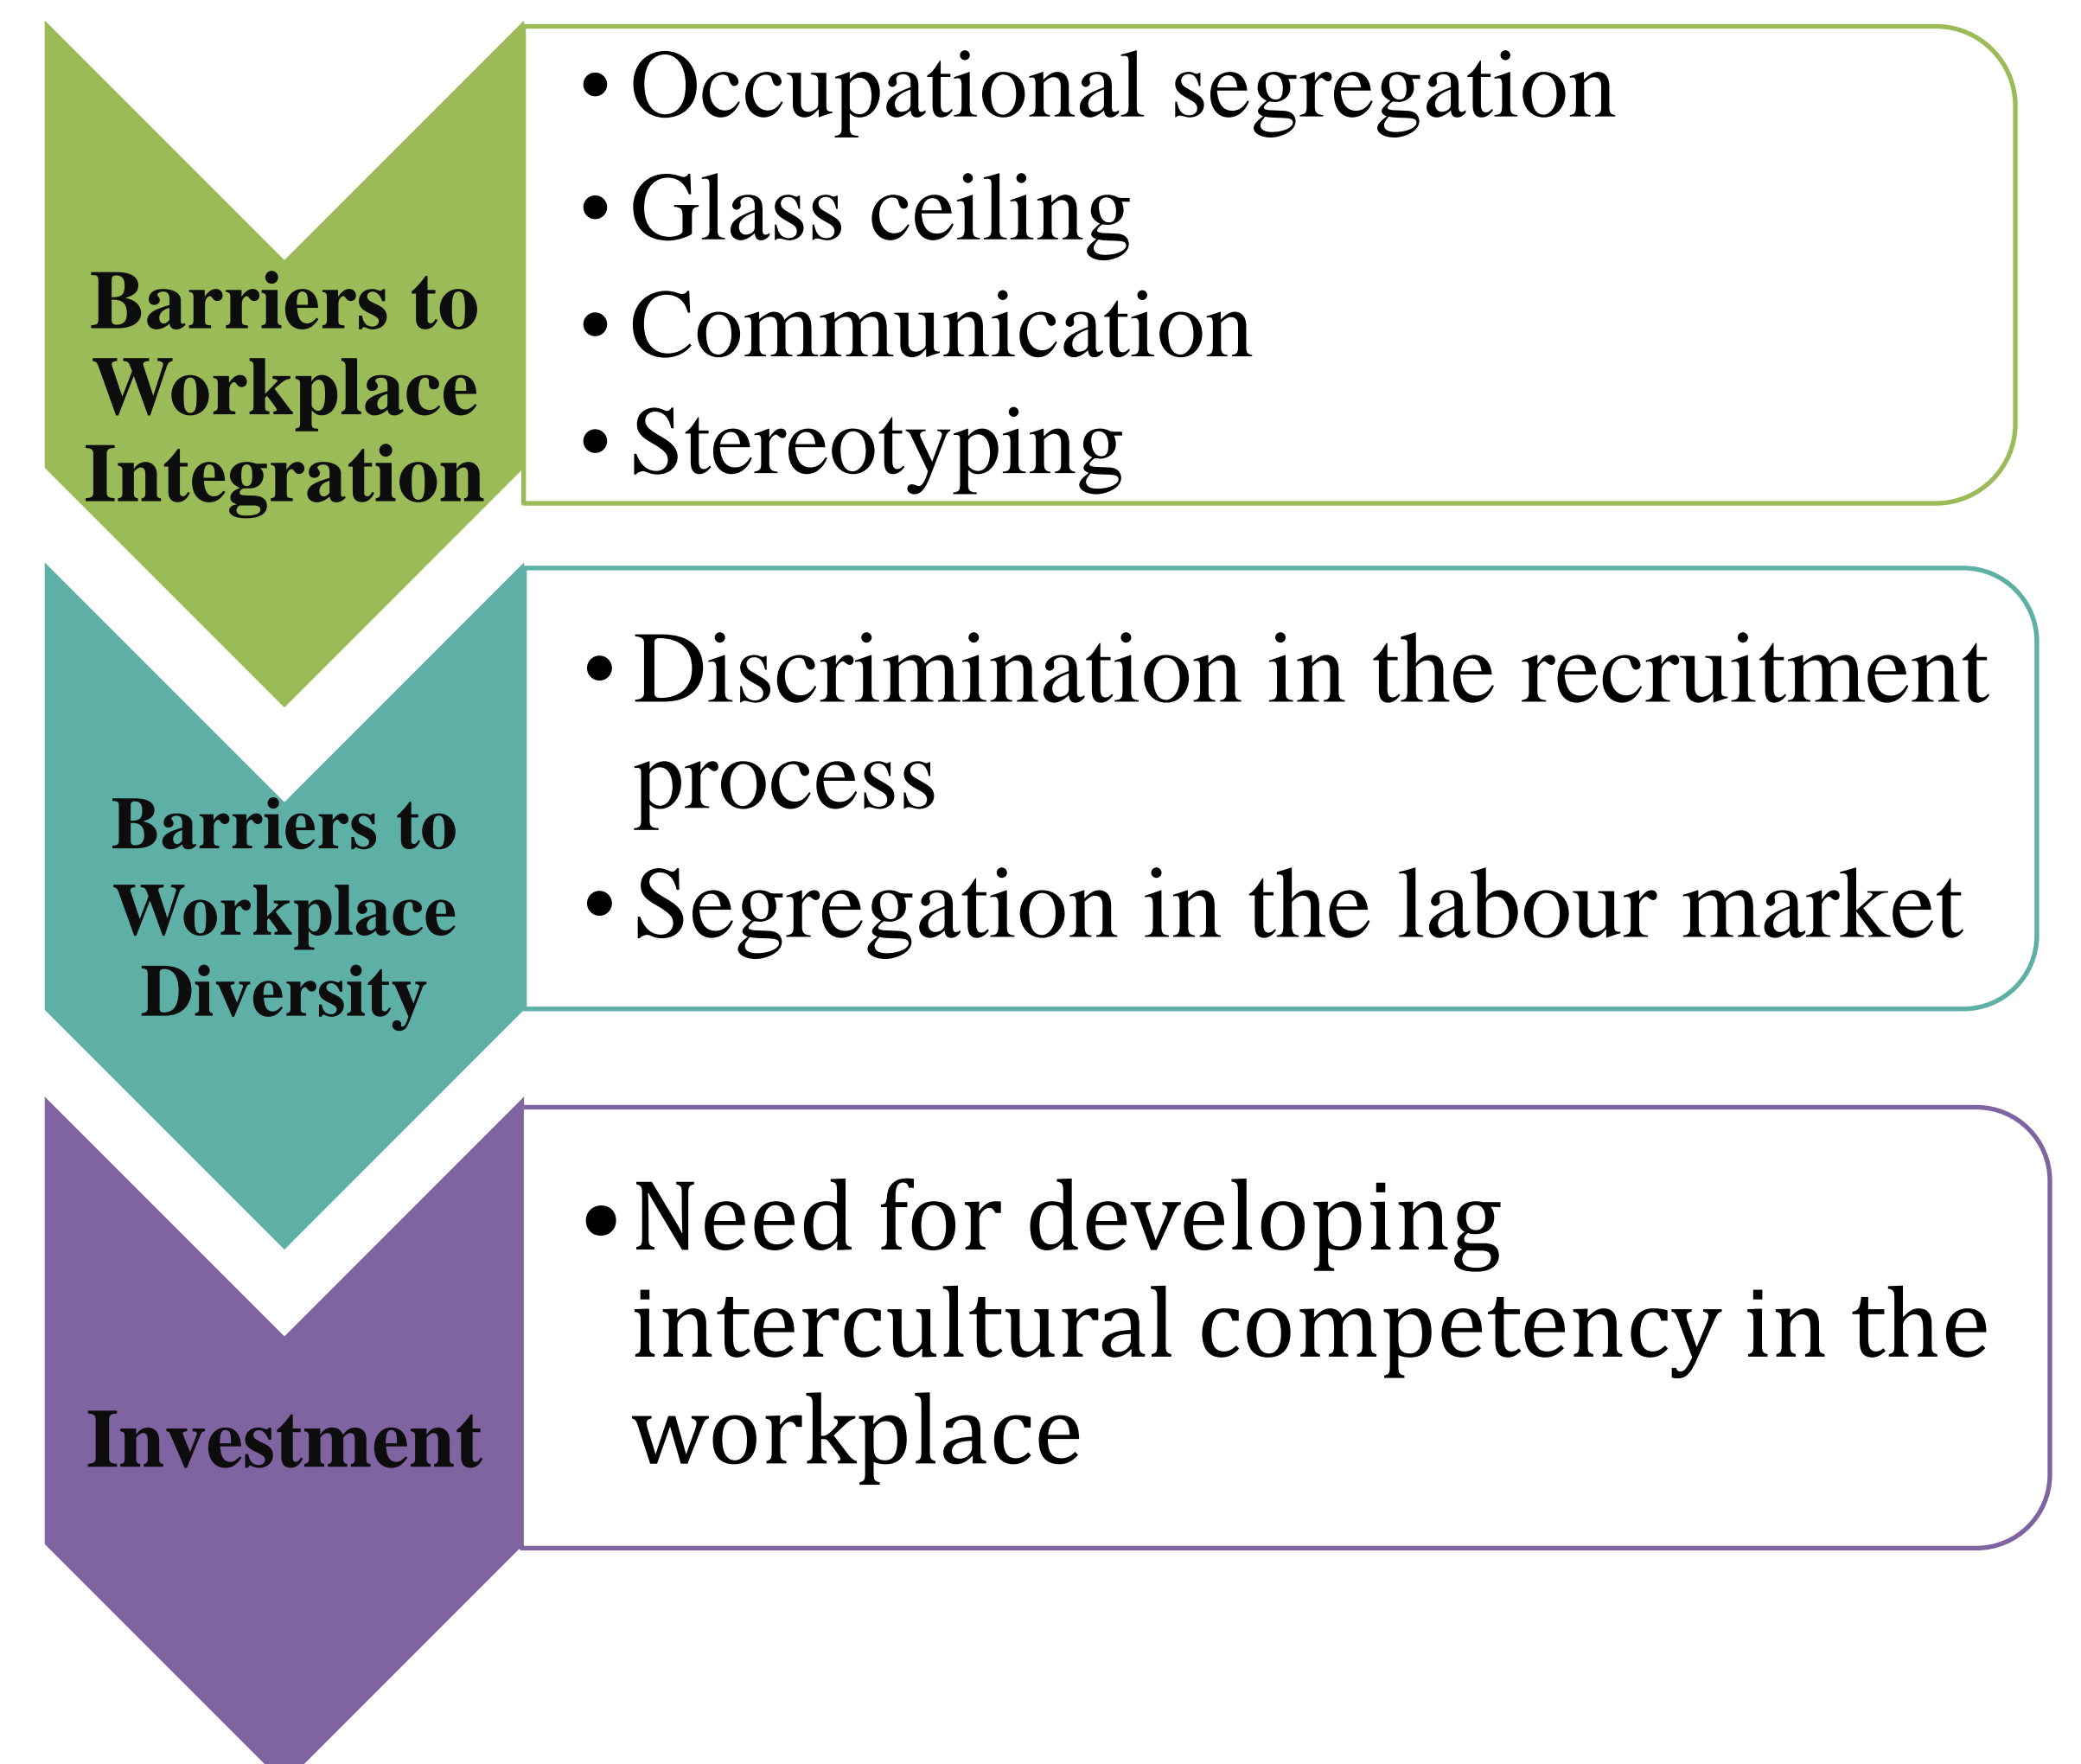 Barriers to
Workplace
Integration
• Occupational segregation
• Glass ceiling
• Communication
• Stereotyping
Barriers to
Workplace
Diversity
• Discrimination in the recruitment
process
• Segregation in the labour market
Investment
• Need for developing
intercultural competency in the
workplace